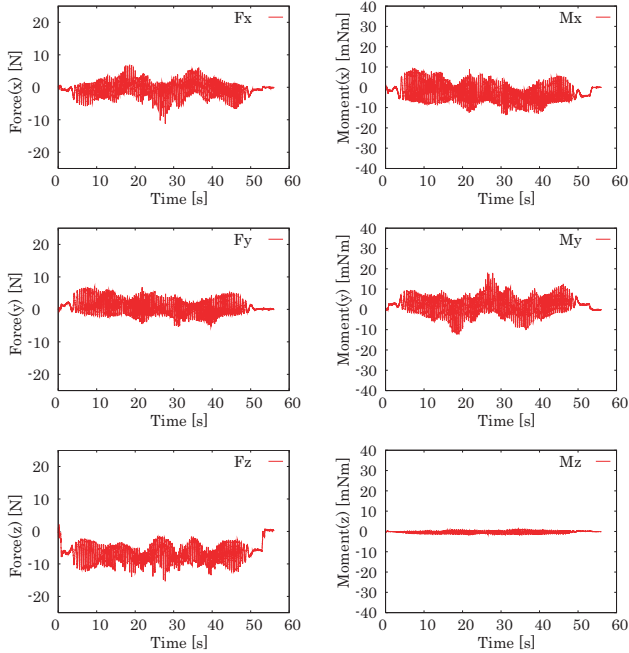 Fx
Force(x) [N]
20
10
0
-10
-20
0 10 20 30 40 50 60
Time [s]
Mx
Moment(x) [mNm]
40
30
20
10
0
-10
-20
-30
-40
0 10 20 30 40 50 60
Time [s]
Fy
Force(y) [N]
20
10
0
-10
-20
0 10 20 30 40 50 60
Time [s]
My
Moment(y) [mNm]
40
30
20
10
0
-10
-20
-30
-40
0 10 20 30 40 50 60
Time [s]
Fz
Force(z) [N]
20
10
0
-10
-20
0 10 20 30 40 50 60
Time [s]
Mz
Moment(z) [mNm]
40
30
20
10
0
-10
-20
-30
-40
0 10 20 30 40 50 60
Time [s]